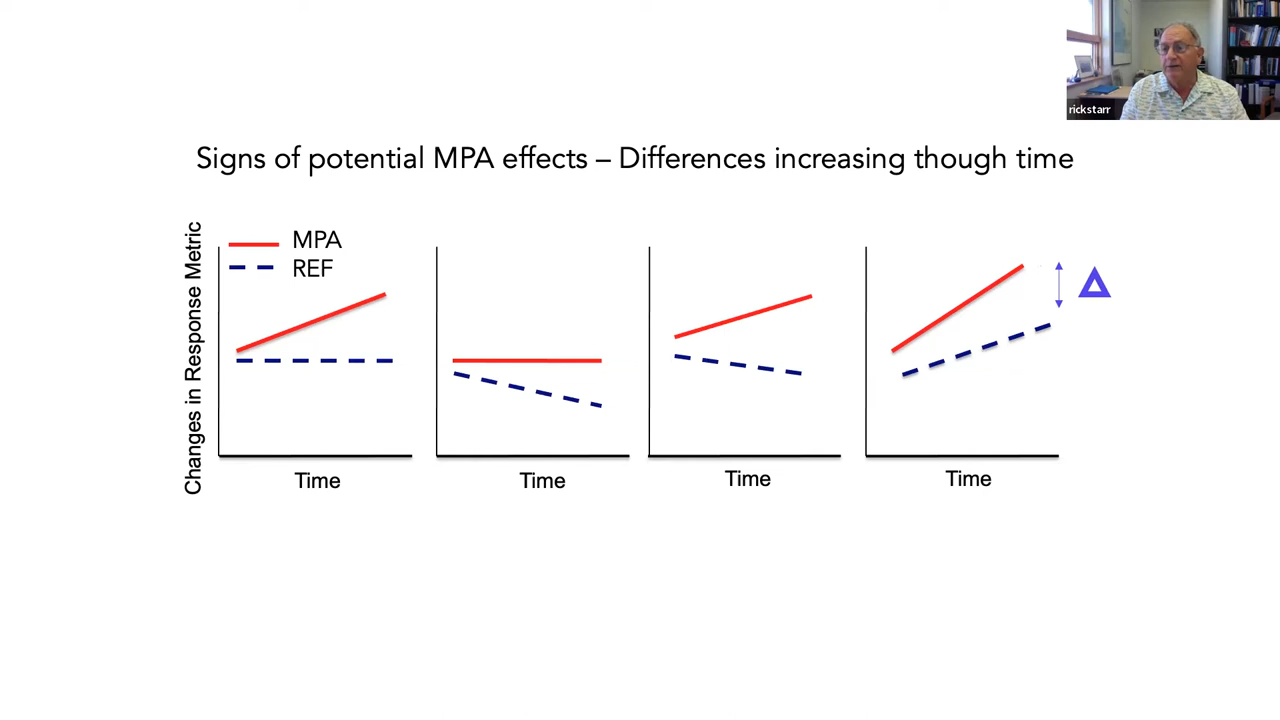 rickstarr
Signs of potential MPA effects – Differences increasing though time
Changes in Response Metric
MPA
REF
Time
Time
Time
Time
Δ